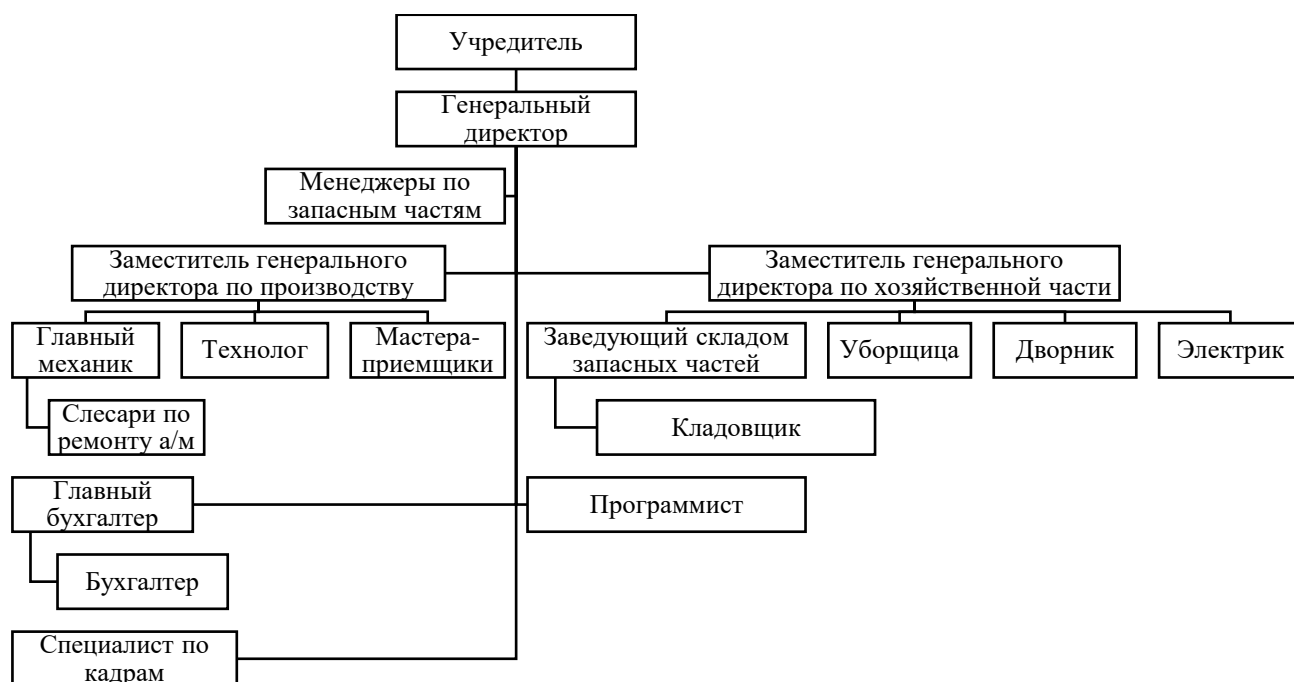 Учредитель
Генеральный
директор
Менеджеры по
запасным частям
Заместитель генерального
директора по производству
Заместитель генерального
директора по хозяйственной части
Главный
механик
Технолог
Мастера-
приемщики
Заведующий складом
запасных частей
Уборщица
Дворник
Электрик
Слесари по
ремонту а/м
Кладовщик
Главный
бухгалтер
Программист
Бухгалтер
Специалист по
кадрам